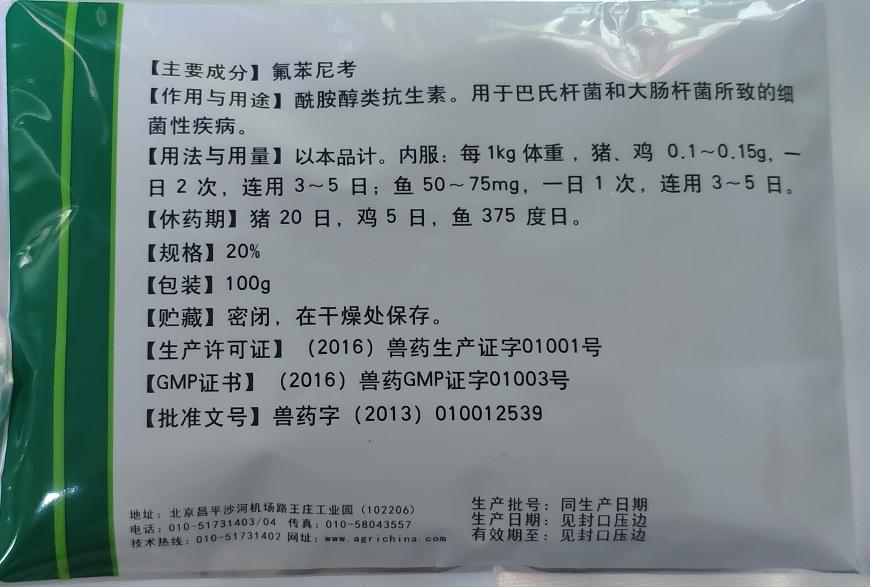 【主要成分】氟苯尼考
【作用与用途】酰胺醇类抗生素。用于巴氏杆菌和大肠杆菌所致的细
菌性疾病。
【用法与用量】以本品计。内服：每1kg体重，猪、鸡 0.1～0.15g，一
日2次，连用3～5日；鱼50～75mg，一日1次，连用3～5日。
【休药期】猪20日，鸡5日，鱼375度日。
【规格】20%
【包装】100g
【贮藏】密闭，在干燥处保存。
【生产许可证】（2016）兽药生产证字01001号
【GMP证书】（2016）兽药GMP证字01003号
【批准文号】兽药字（2013）010012539
地址：北京昌平沙河机场路王庄工业园（102206）
电话：010-51731403/04 传真：010-58043557
技术热线：010-51731402 网址：www.agrichina.com
生产批号：同生产日期
生产日期：见封口压边
有效期至：见封口压边